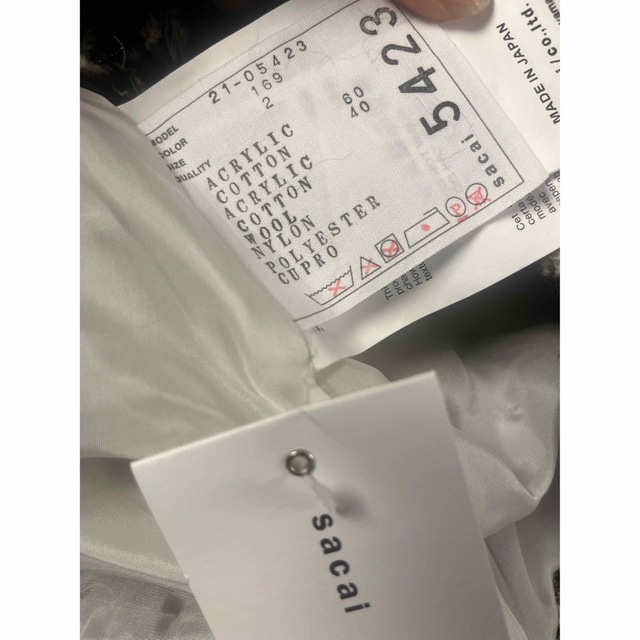 MODEL 21-05423
COLOR 169
SIZE 2
QUALITY
ACRYLIC 60
COTTON 40
ACRYLIC
COTTON
WOOL
NYLON
POLYESTER
CUPRO
sacai 5423
co.,ltd.
MADE IN JAPAN
sacai